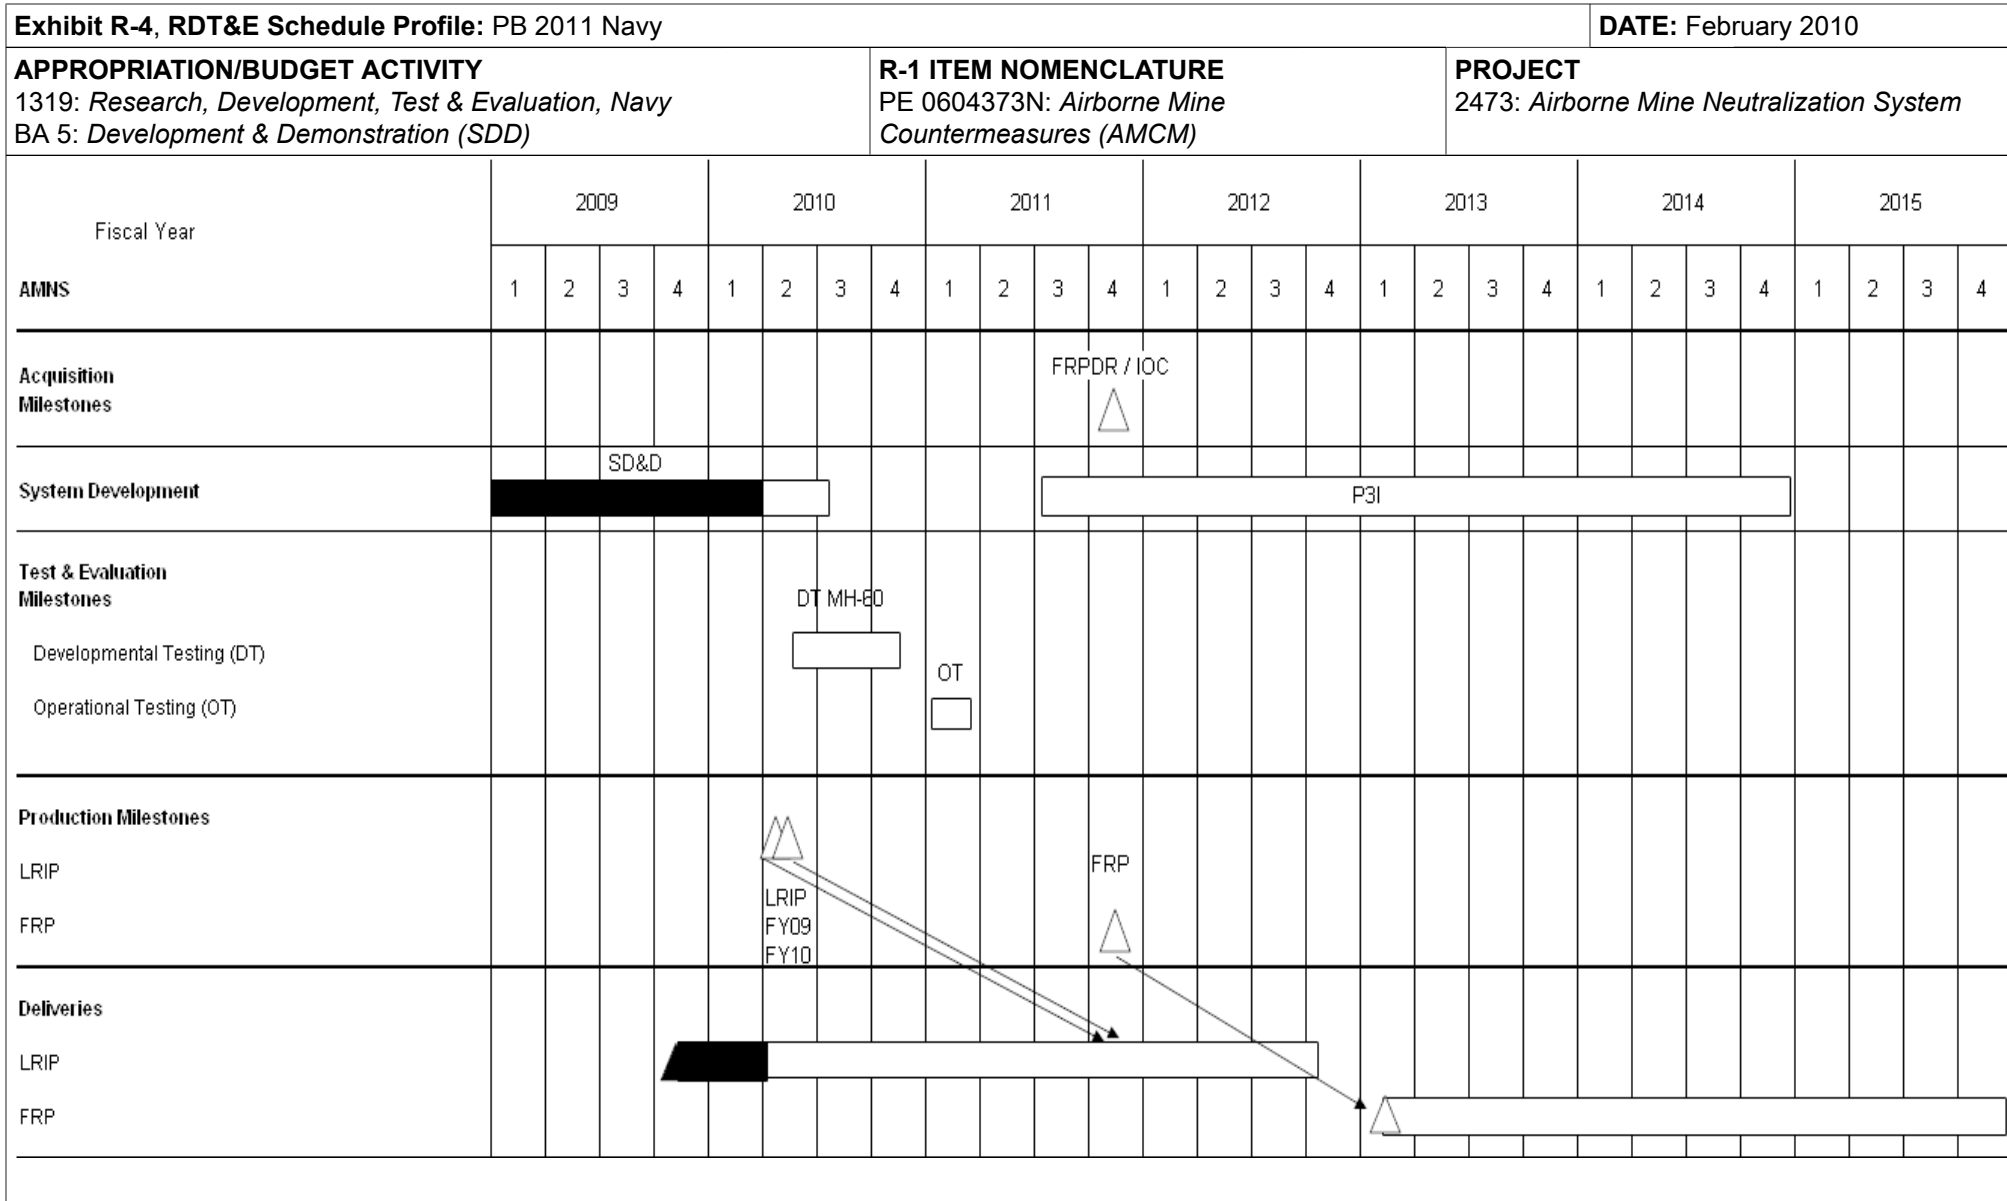 Exhibit R-4, RDT&E Schedule Profile: PB 2011 Navy
DATE: February 2010
APPROPRIATION/BUDGET ACTIVITY
1319: Research, Development, Test & Evaluation, Navy
BA 5: Development & Demonstration (SDD)
R-1 ITEM NOMENCLATURE
PE 0604373N: Airborne Mine
Countermeasures (AMCM)
PROJECT
2473: Airborne Mine Neutralization System
Fiscal Year
2009 2010 2011 2012 2013 2014 2015
AMNS
1 2 3 4 1 2 3 4 1 2 3 4 1 2 3 4 1 2 3 4 1 2 3 4 1 2 3 4
Acquisition
Milestones
FRPDR / IOC
System Development
SD&D
P3I
Test & Evaluation
Milestones
DT MH-60
Developmental Testing (DT)
OT
Operational Testing (OT)
Production Milestones
LRIP
FRP
FRP
LRIP
FY09
FY10
Deliveries
LRIP
FRP